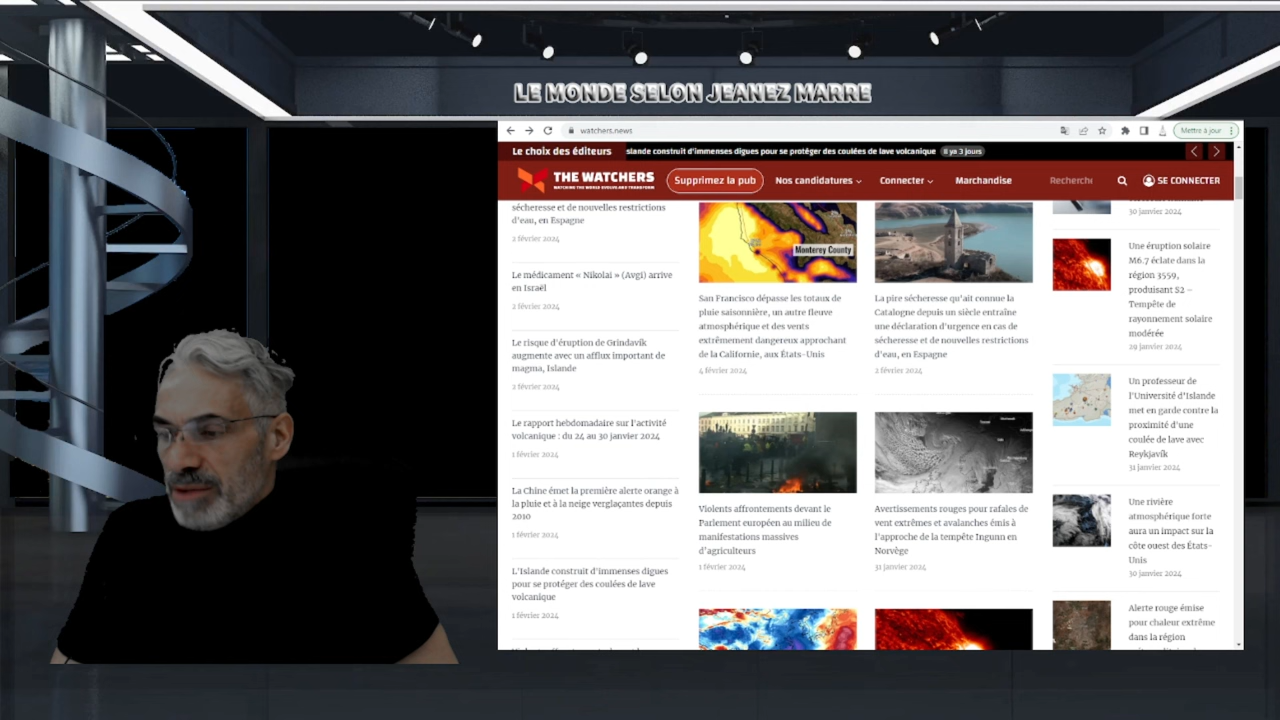 LE MONDE SELON JEANEZ MARRE
watchers.news
Mettre à jour
Le choix des éditeurs
slande construit d'immenses digues pour se protéger des coulées de lave volcanique
Il ya 3 jours
THE WATCHERS
WATCHING THE WORLD EVOLVE AND TRANSFORM
Supprimez la pub
Nos candidatures
Connecter
Marchandise
Recherche
SE CONNECTER
sécheresse et de nouvelles restrictions
d'eau, en Espagne
2 février 2024
Le médicament « Nikolai » (Avgi) arrive
en Israël
2 février 2024
Le risque d'éruption de Grindavik
augmente avec un afflux important de
magma, Islande
2 février 2024
Le rapport hebdomadaire sur l'activité
volcanique : du 24 au 30 janvier 2024
1 février 2024
La Chine émet la première alerte orange à
la pluie et à la neige verglaçantes depuis
2010
1 février 2024
L'Islande construit d'immenses digues
pour se protéger des coulées de lave
volcanique
1 février 2024
Monterey County
San Francisco dépasse les totaux de
pluie saisonnière, un autre fleuve
atmosphérique et des vents
extrêmement dangereux approchant
de la Californie, aux États-Unis
4 février 2024
Violents affrontements devant le
Parlement européen au milieu de
manifestations massives
d'agriculteurs
1 février 2024
La pire sécheresse qu'ait connue la
Catalogne depuis un siècle entraîne
une déclaration d'urgence en cas de
sécheresse et de nouvelles restrictions
d'eau, en Espagne
2 février 2024
Avertissements rouges pour rafales de
vent extrêmes et avalanches émis à
l'approche de la tempête Ingunn en
Norvège
31 janvier 2024
30 janvier 2024
Une éruption solaire
M6.7 éclate dans la
région 3559,
produisant S2 –
Tempête de
rayonnement solaire
modérée
29 janvier 2024
Un professeur de
l'Université d'Islande
met en garde contre la
proximité d'une
coulée de lave avec
Reykjavík
31 janvier 2024
Une rivière
atmosphérique forte
aura un impact sur la
côte ouest des États-
Unis
30 janvier 2024
Alerte rouge émise
pour chaleur extrême
dans la région